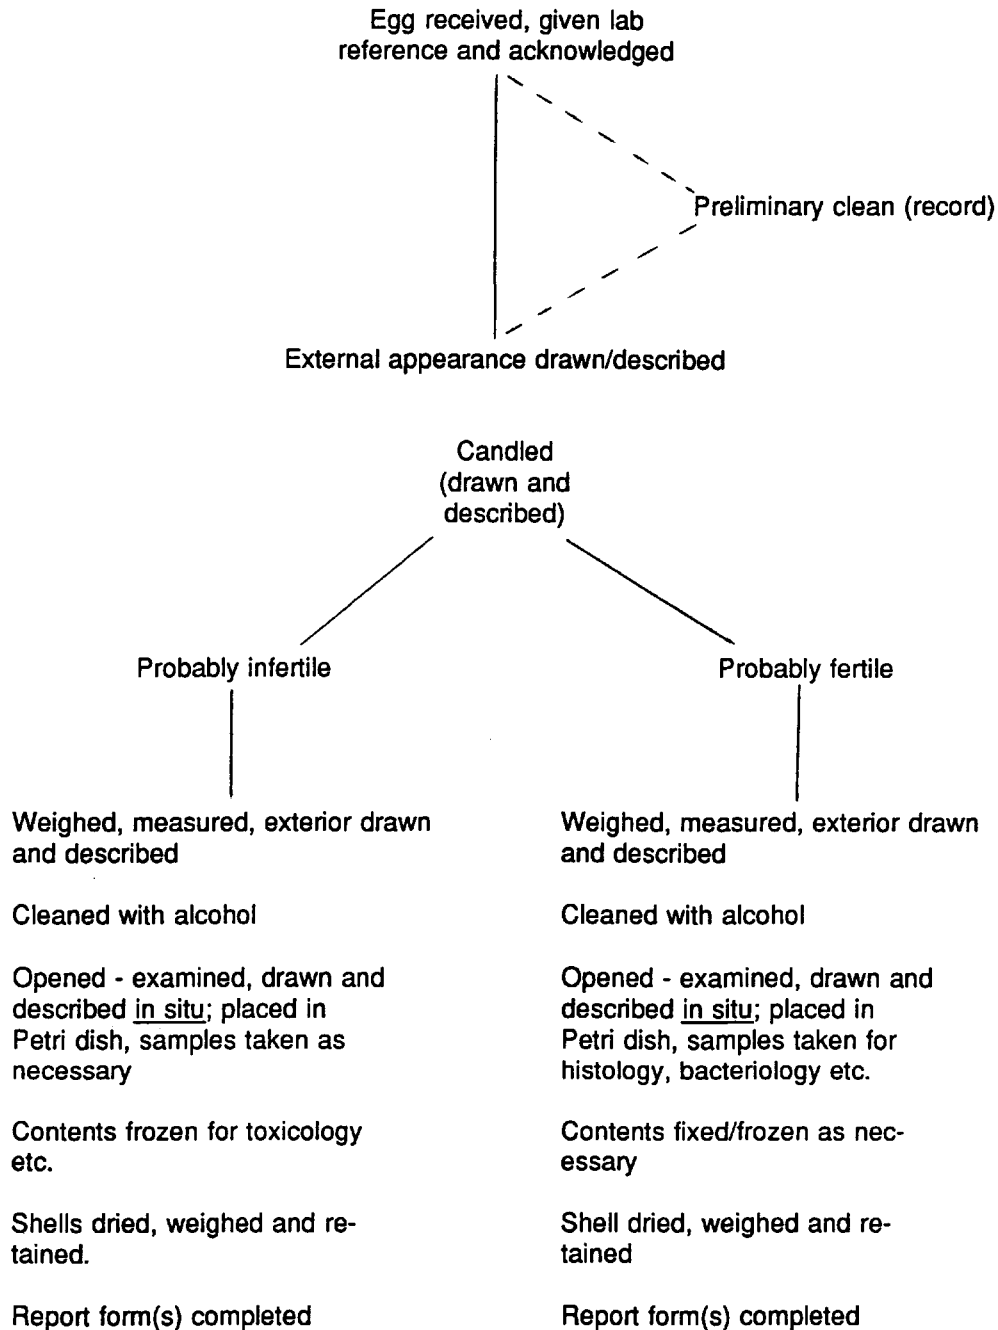 Egg received, given lab
reference and acknowledged
Preliminary clean (record)
External appearance drawn/described
Candled
(drawn and
described)
Probably infertile
Probably fertile
Weighed, measured, exterior drawn
and described
Cleaned with alcohol
Opened - examined, drawn and
described in situ; placed in
Petri dish, samples taken as
necessary
Contents frozen for toxicology
etc.
Shells dried, weighed and re-
tained.
Report form(s) completed
Weighed, measured, exterior drawn
and described
Cleaned with alcohol
Opened - examined, drawn and
described in situ; placed in
Petri dish, samples taken for
histology, bacteriology etc.
Contents fixed/frozen as nec-
essary
Shell dried, weighed and re-
tained
Report form(s) completed